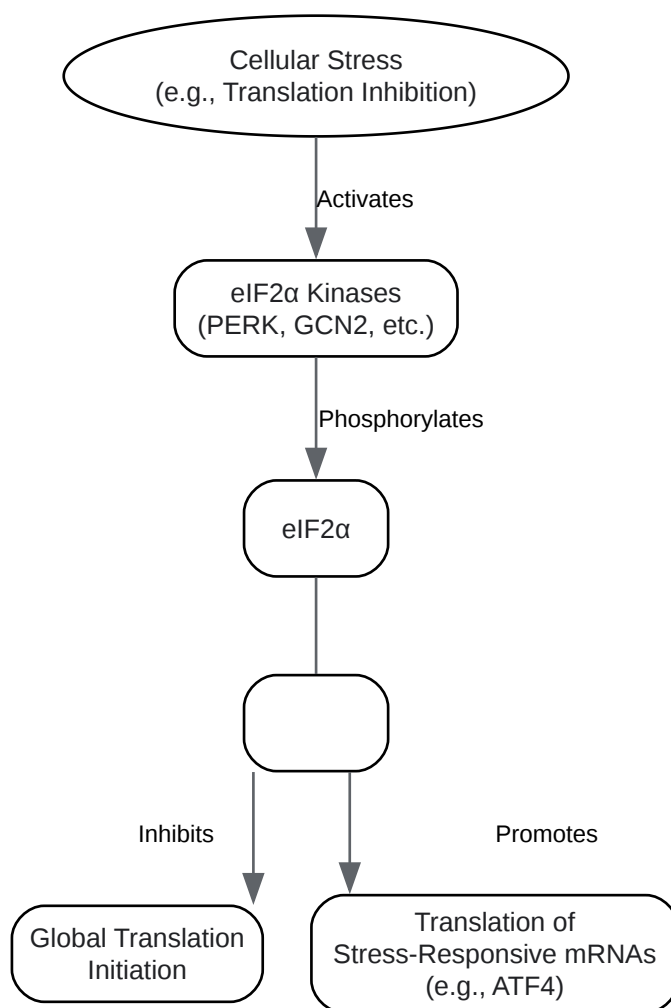 Cellular Stress
(e.g., Translation Inhibition)
Activates
eIF2α Kinases
(PERK, GCN2, etc.)
Phosphorylates
eIF2α
Inhibits
Promotes
Global Translation
Initiation
Translation of
Stress-Responsive mRNAs
(e.g., ATF4)